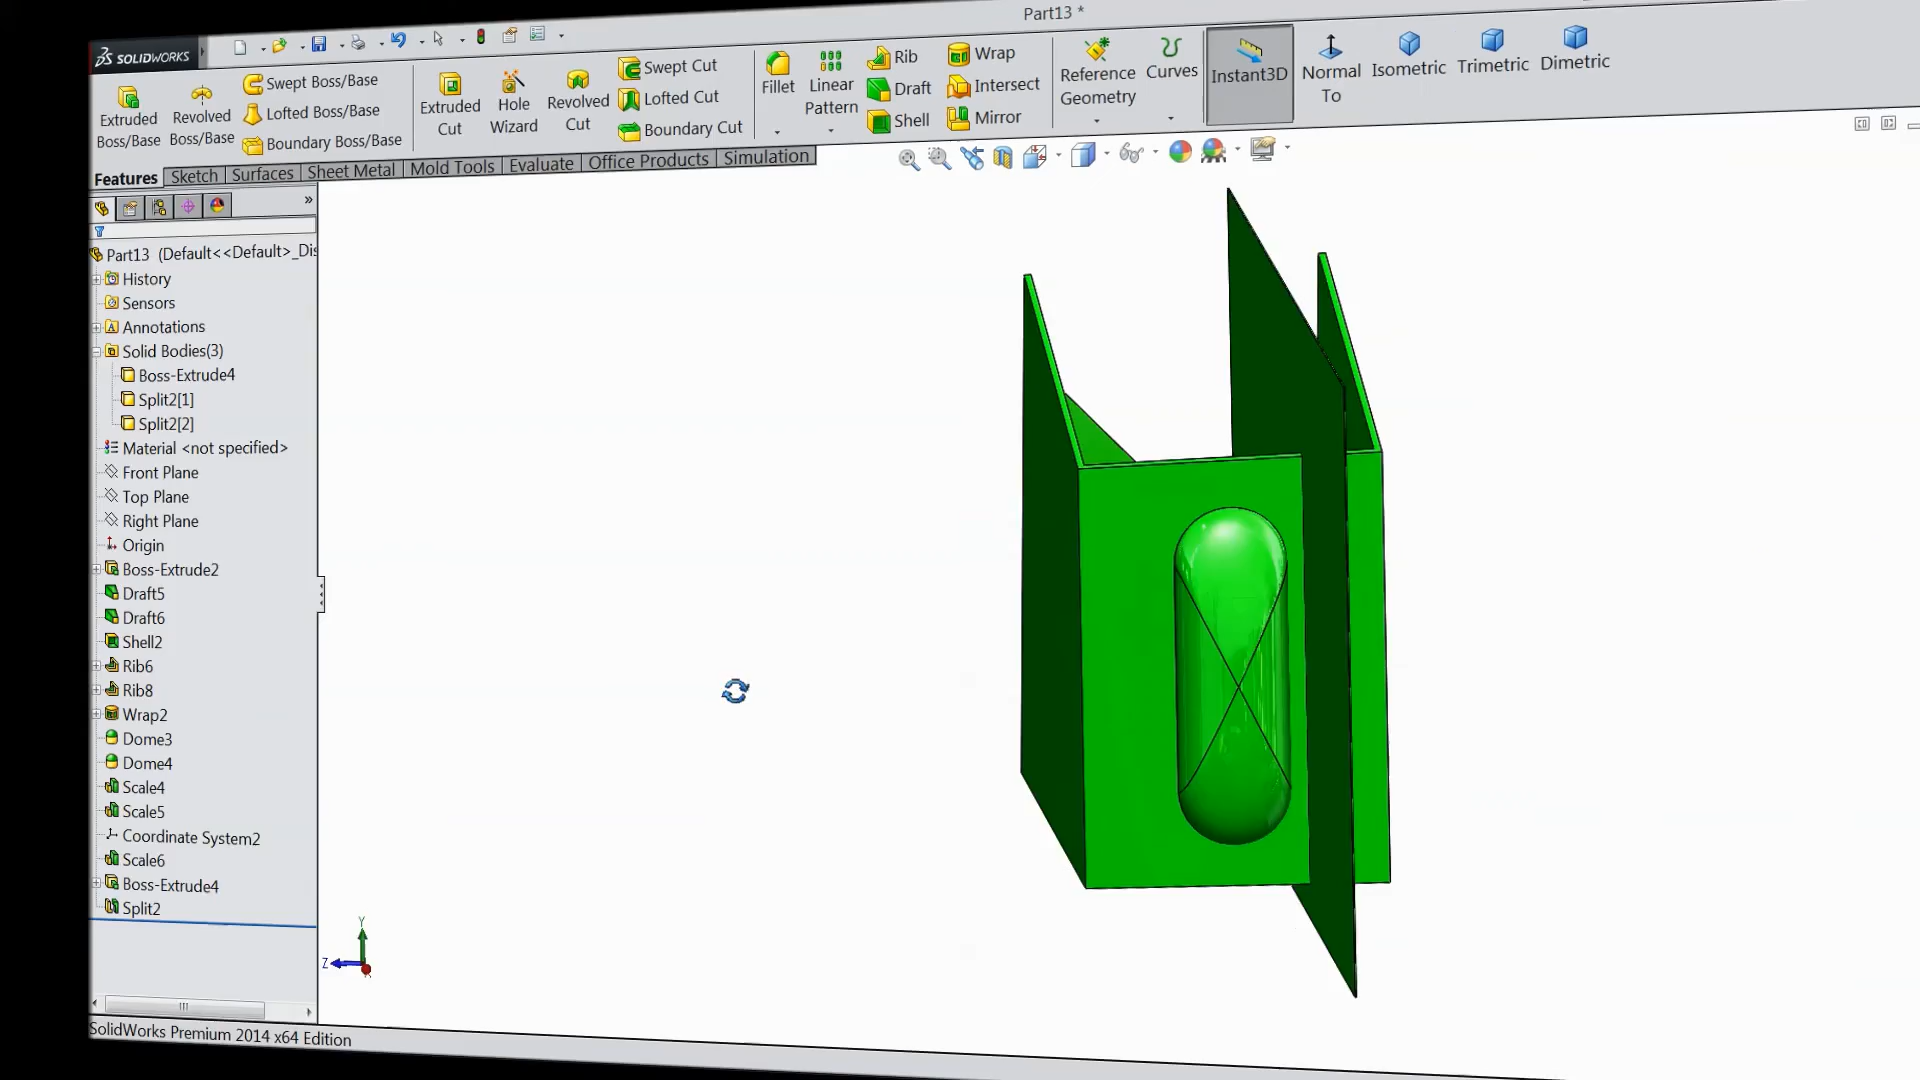 Part13 *
SOLIDWORKS
Extruded Boss/Base
Revolved Boss/Base
Swept Boss/Base
Lofted Boss/Base
Boundary Boss/Base
Extruded Cut
Hole Wizard
Revolved Cut
Swept Cut
Lofted Cut
Boundary Cut
Fillet
Linear Pattern
Rib
Draft
Shell
Wrap
Intersect
Mirror
Reference Geometry
Curves
Instant3D
Normal To
Isometric
Trimetric
Dimetric
Features Sketch Surfaces Sheet Metal Mold Tools Evaluate Office Products Simulation
»
Part13 (Default<<Default>_Dis
History
Sensors
Annotations
Solid Bodies(3)
Boss-Extrude4
Split2[1]
Split2[2]
Material <not specified>
Front Plane
Top Plane
Right Plane
Origin
Boss-Extrude2
Draft5
Draft6
Shell2
Rib6
Rib8
Wrap2
Dome3
Dome4
Scale4
Scale5
Coordinate System2
Scale6
Boss-Extrude4
Split2
Y
Z
SolidWorks Premium 2014 x64 Edition